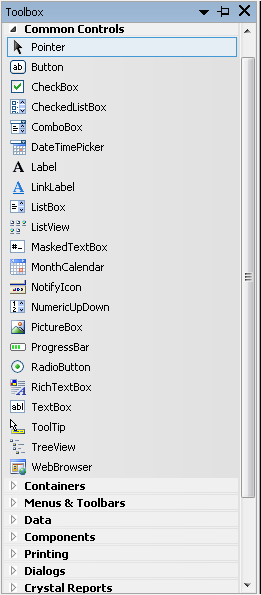 Toolbox
Common Controls
Pointer
Button
CheckBox
CheckedListBox
ComboBox
DateTimePicker
Label
LinkLabel
ListBox
ListView
MaskedTextBox
MonthCalendar
NotifyIcon
NumericUpDown
PictureBox
ProgressBar
RadioButton
RichTextBox
TextBox
ToolTip
TreeView
WebBrowser
Containers
Menus & Toolbars
Data
Components
Printing
Dialogs
Crystal Reports